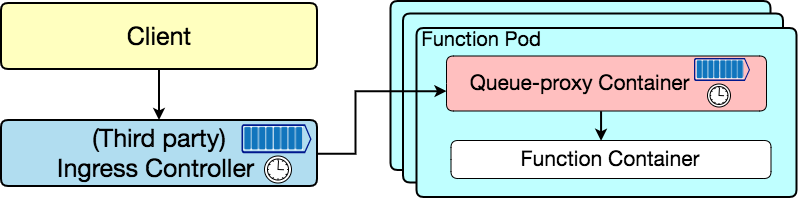 Client
(Third party)
Ingress Controller
Function Pod
Queue-proxy Container
Function Container